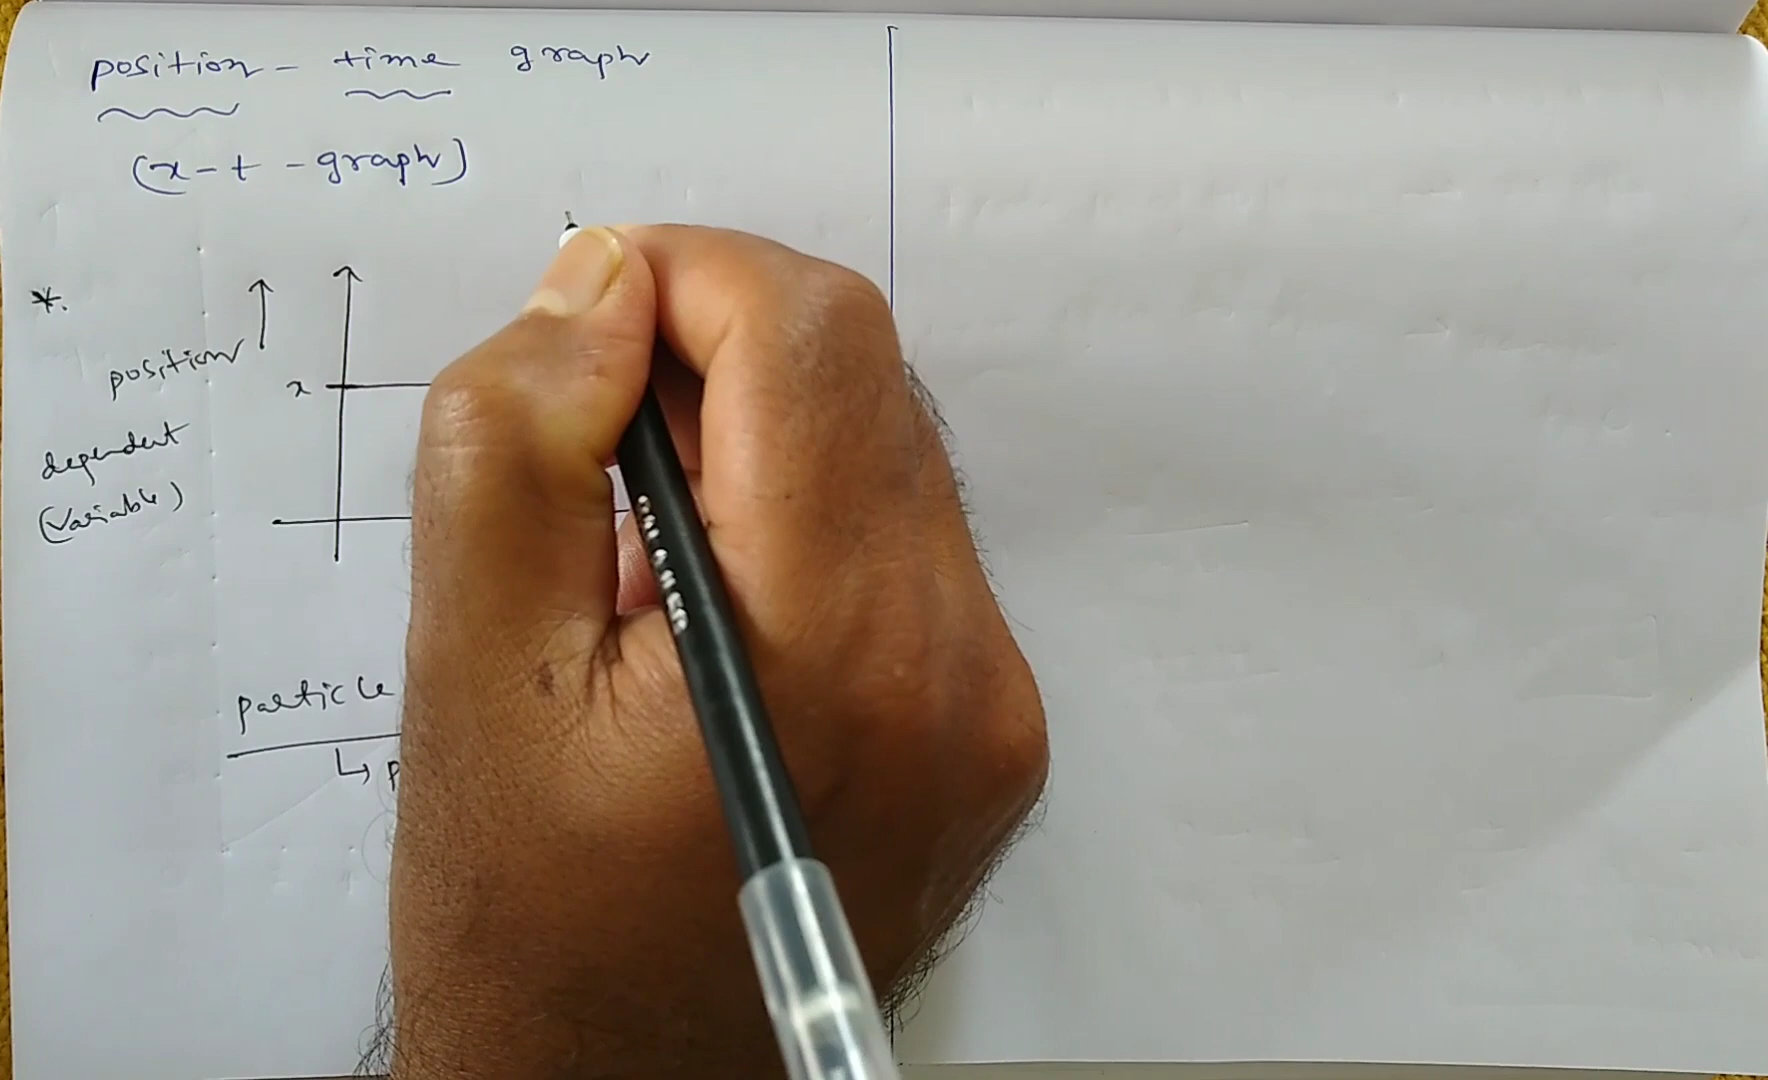 position - time graph
(x-t-graph)
*.
position
x
dependent
(variable)
particle
↳ p